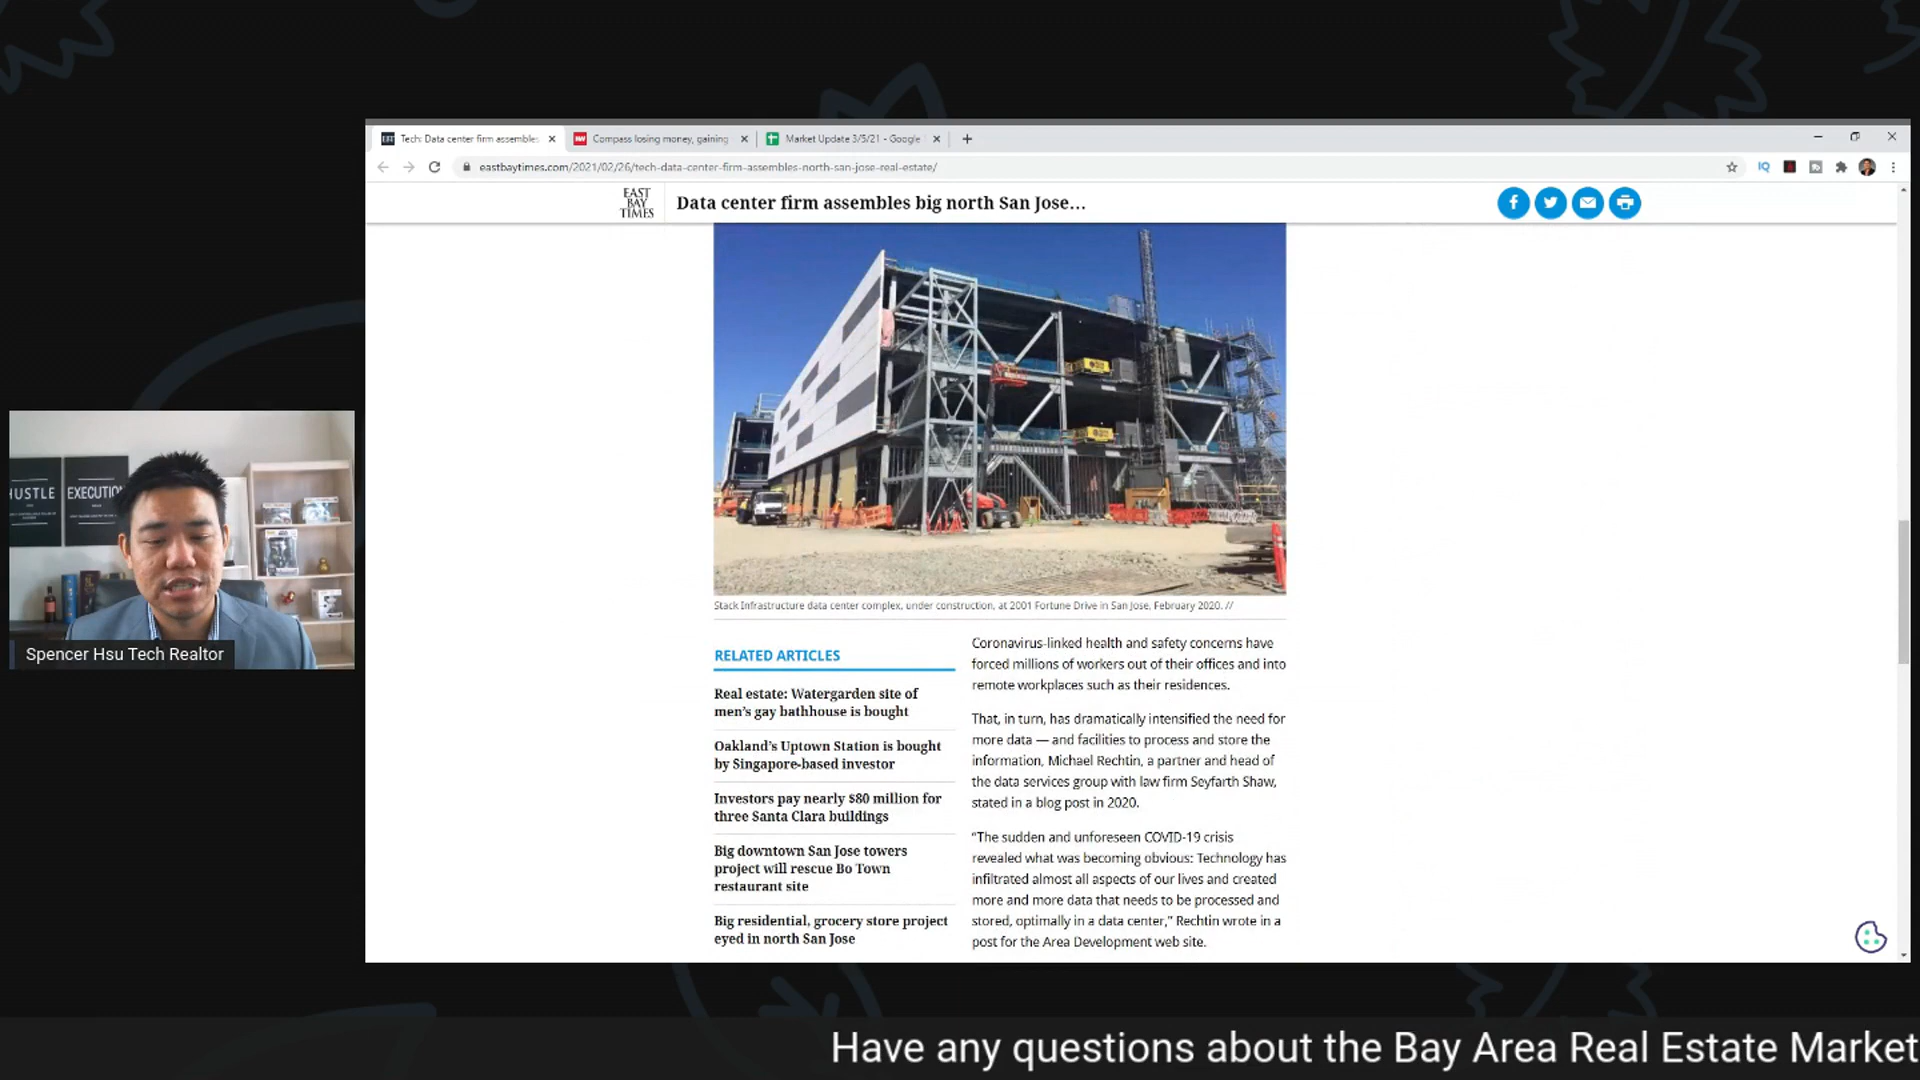 Tech: Data center firm assembles
Compass losing money, gaining
Market Update 3/5/21 - Google
eastbaytimes.com/2021/02/26/tech-data-center-firm-assembles-north-san-jose-real-estate/
EAST
BAY
TIMES
Data center firm assembles big north San Jose...
Stack Infrastructure data center complex, under construction, at 2001 Fortune Drive in San Jose, February 2020. //
RELATED ARTICLES
Real estate: Watergarden site of
men's gay bathhouse is bought
Oakland's Uptown Station is bought
by Singapore-based investor
Investors pay nearly $80 million for
three Santa Clara buildings
Big downtown San Jose towers
project will rescue Bo Town
restaurant site
Big residential, grocery store project
eyed in north San Jose
Coronavirus-linked health and safety concerns have
forced millions of workers out of their offices and into
remote workplaces such as their residences.
That, in turn, has dramatically intensified the need for
more data — and facilities to process and store the
information, Michael Rechtin, a partner and head of
the data services group with law firm Seyfarth Shaw,
stated in a blog post in 2020.
“The sudden and unforeseen COVID-19 crisis
revealed what was becoming obvious: Technology has
infiltrated almost all aspects of our lives and created
more and more data that needs to be processed and
stored, optimally in a data center,” Rechtin wrote in a
post for the Area Development web site.
HUSTLE
EXECUTION
Spencer Hsu Tech Realtor
Have any questions about the Bay Area Real Estate Market